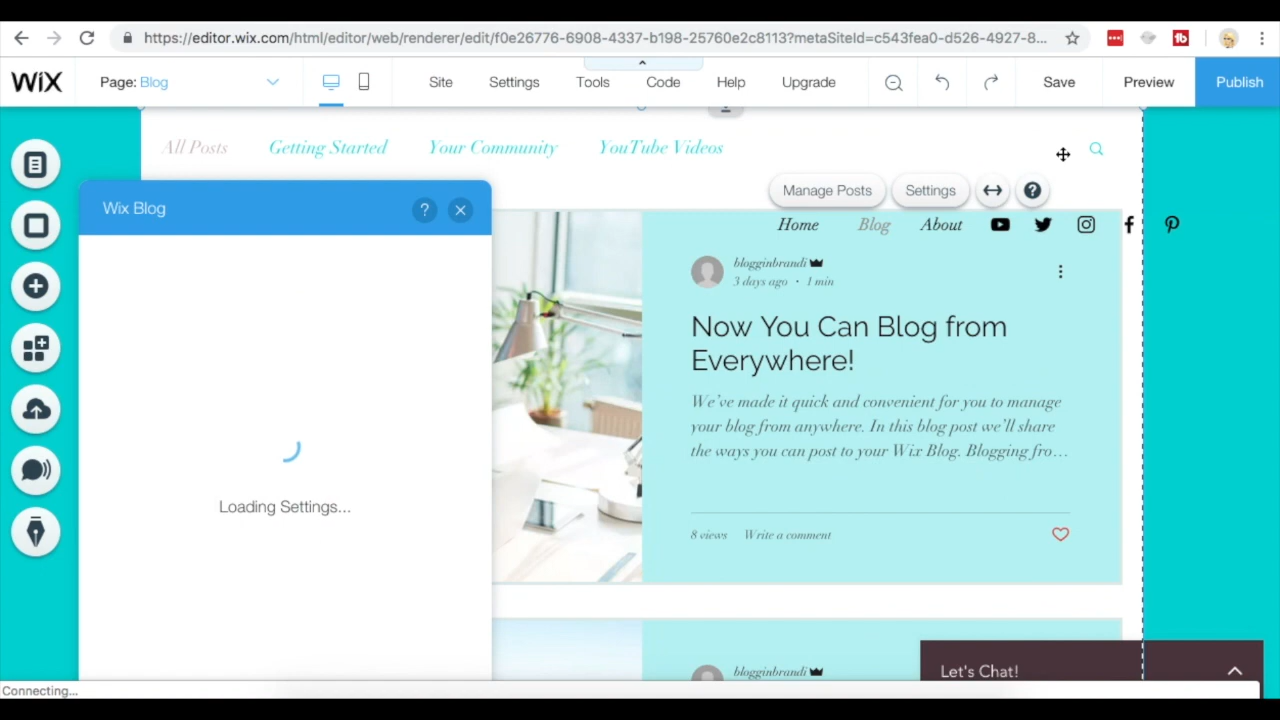 https://editor.wix.com/html/editor/web/renderer/edit/f0e26776-6908-4337-b198-25760e2c8113?metaSiteId=c543fea0-d526-4927-8...
WiX Page: Blog Site Settings Tools Code Help Upgrade Save Preview Publish
All Posts Getting Started Your Community YouTube Videos
Manage Posts Settings ?
Wix Blog ?
Home Blog About
blogginbrandi
3 days ago · 1 min
Now You Can Blog from
Everywhere!
We've made it quick and convenient for you to manage
your blog from anywhere. In this blog post we'll share
the ways you can post to your Wix Blog. Blogging fro...
Loading Settings...
8 views Write a comment
blogginbrandi
Let's Chat!
Connecting...